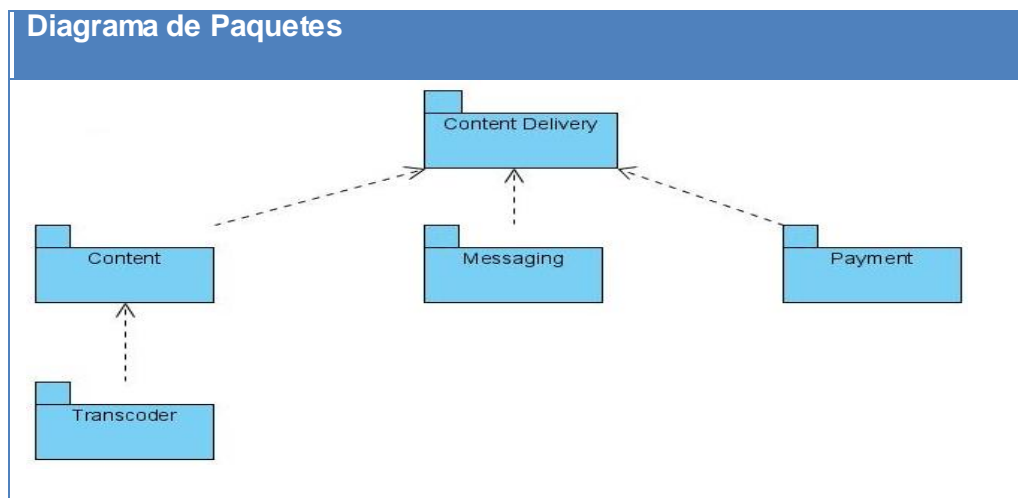 Diagrama de Paquetes
Content Delivery
Content
Messaging
Payment
Transcoder